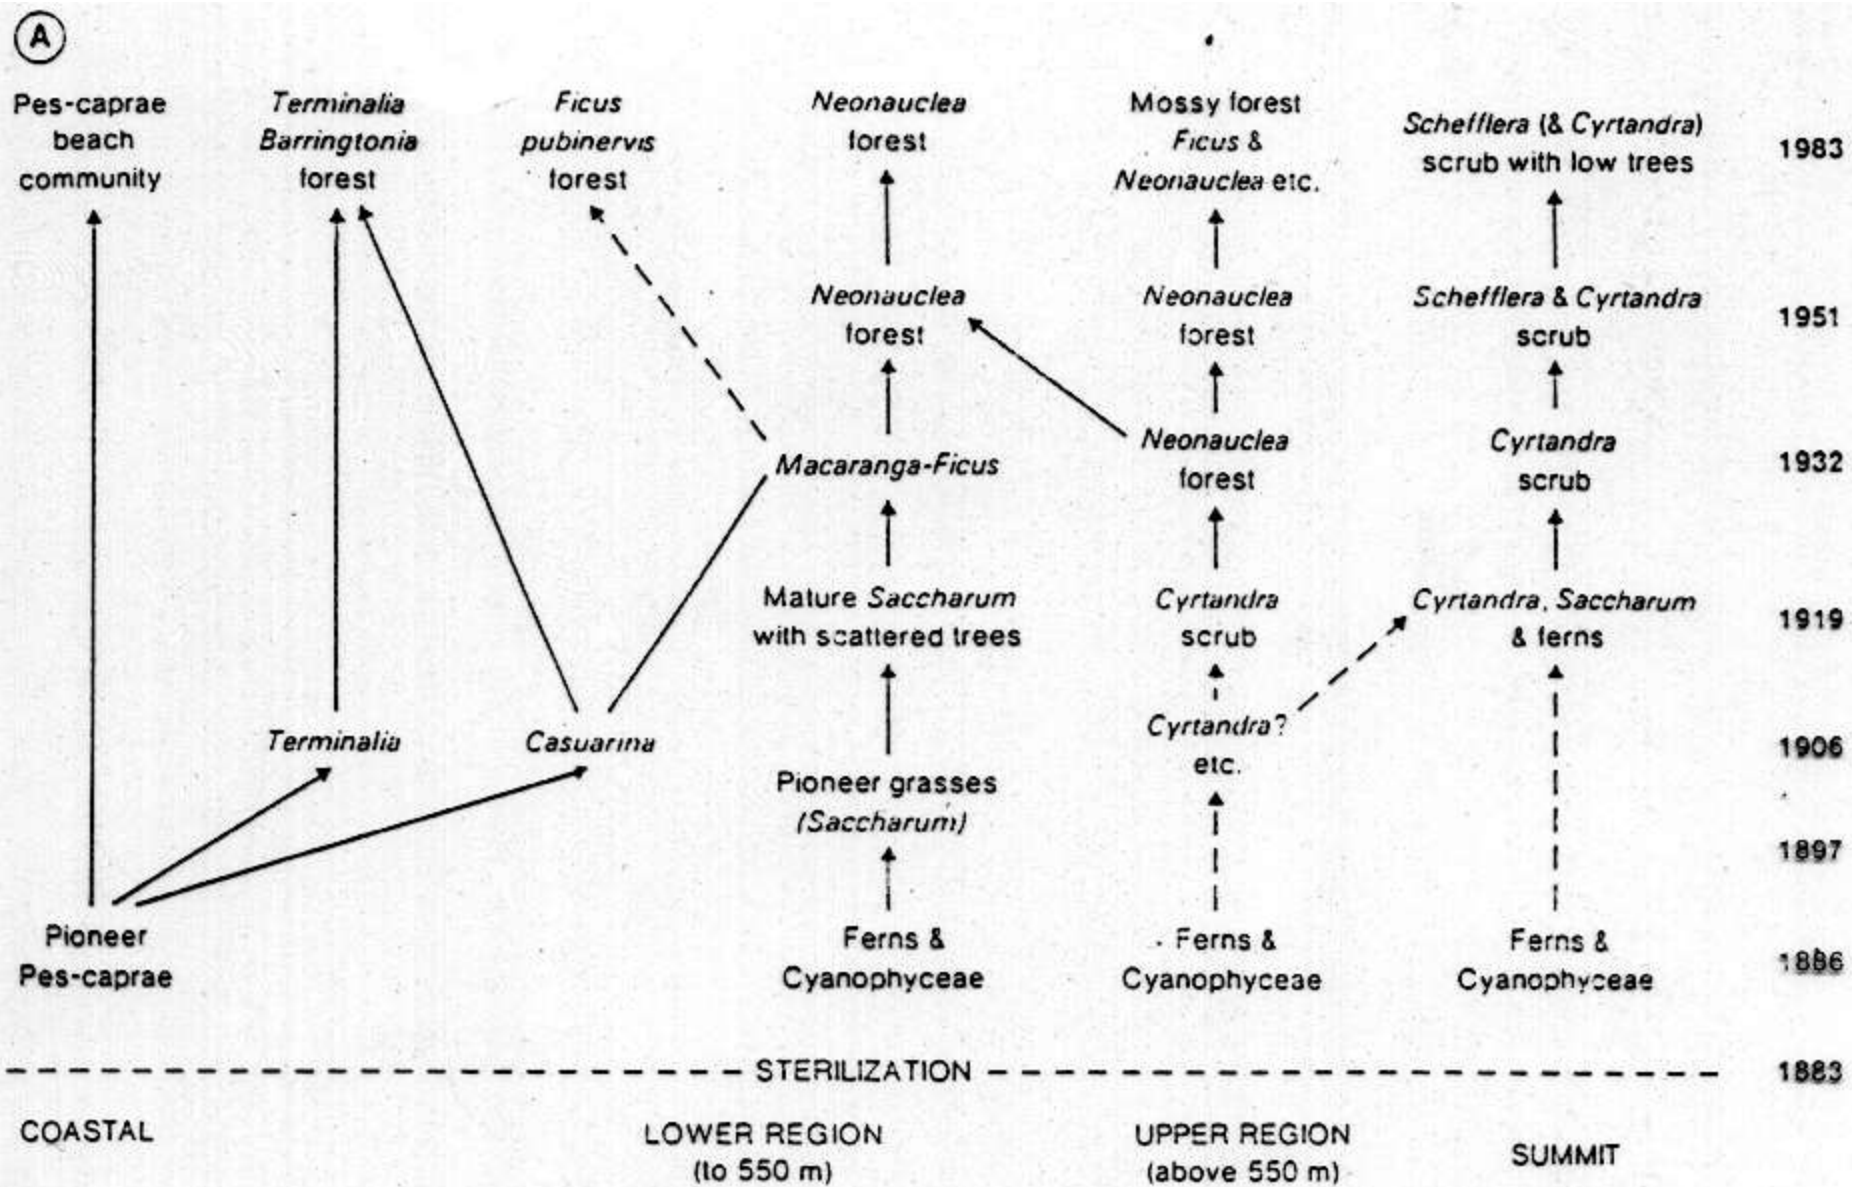 A
Pes-caprae
beach
community
Terminalia
Barringtonia
forest
Ficus
pubinervis
forest
Neonauclea
forest
Mossy forest
Ficus &
Neonauclea etc.
Schefflera (& Cyrtandra)
scrub with low trees
1983
Neonauclea
forest
Neonauclea
forest
Schefflera & Cyrtandra
scrub
1951
Macaranga-Ficus
Neonauclea
forest
Cyrtandra
scrub
1932
Mature Saccharum
with scattered trees
Cyrtandra
scrub
Cyrtandra, Saccharum
& ferns
1919
Terminalia
Casuarina
Pioneer grasses
(Saccharum)
Cyrtandra?
etc.
1906
1897
Pioneer
Pes-caprae
Ferns &
Cyanophyceae
Ferns &
Cyanophyceae
Ferns &
Cyanophyceae
1886
STERILIZATION
1883
COASTAL
LOWER REGION
(to 550 m)
UPPER REGION
(above 550 m)
SUMMIT